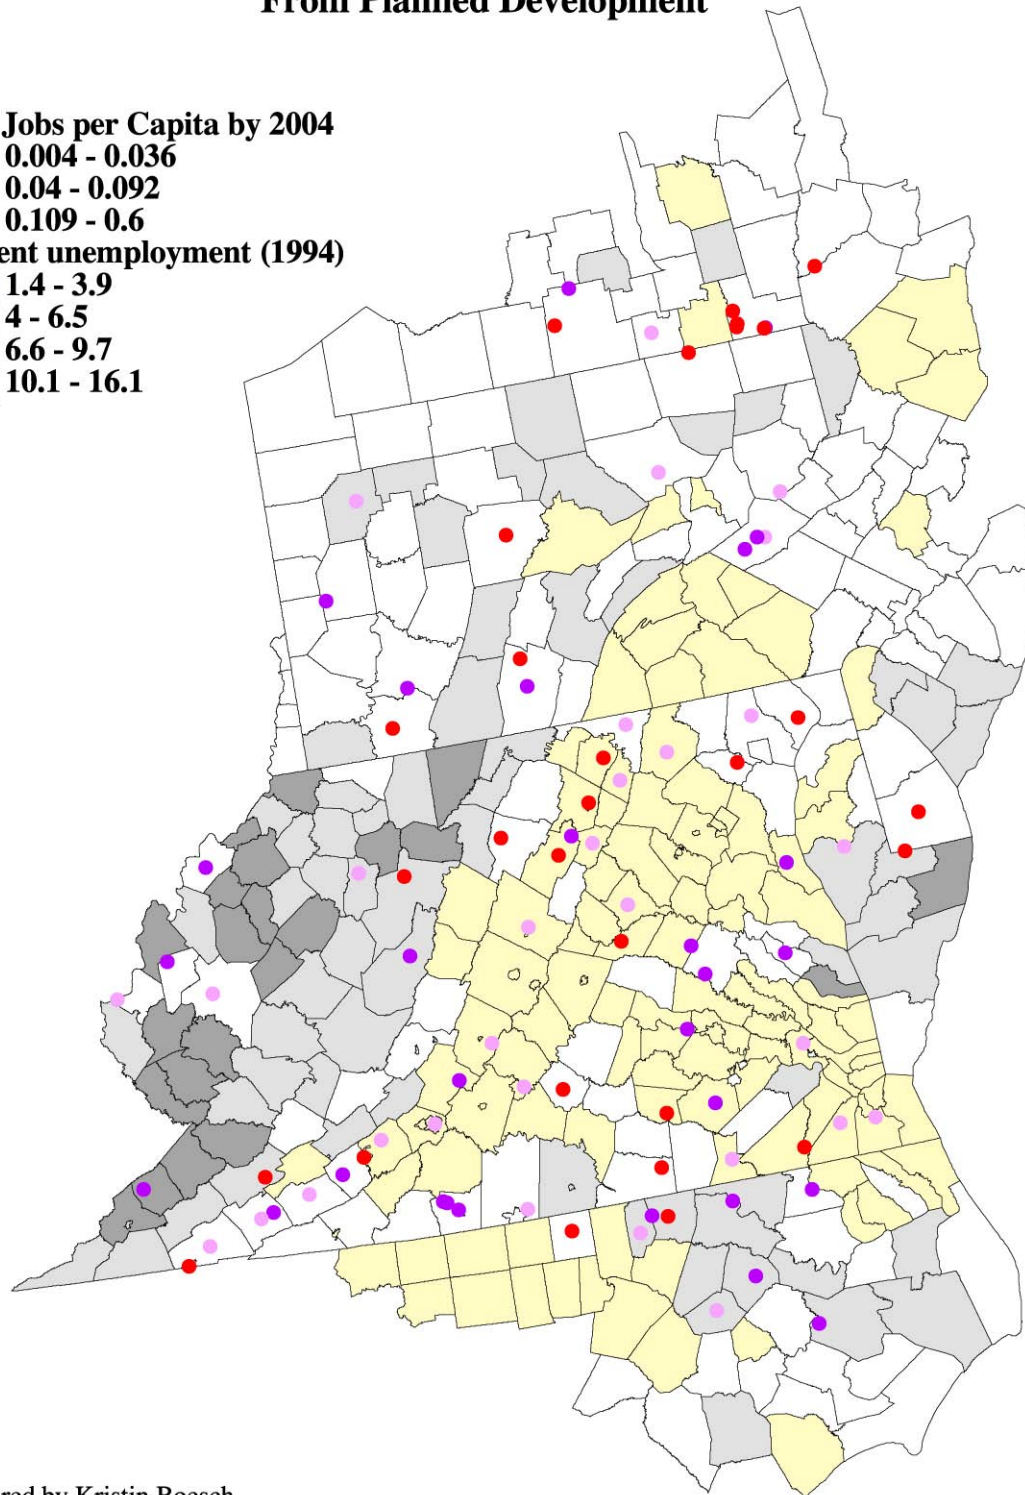 From Planned Development
Jobs per Capita by 2004
0.004 - 0.036
0.04 - 0.092
0.109 - 0.6
ent unemployment (1994)
1.4 - 3.9
4 - 6.5
6.6 - 9.7
10.1 - 16.1
red by Kristin Roesch